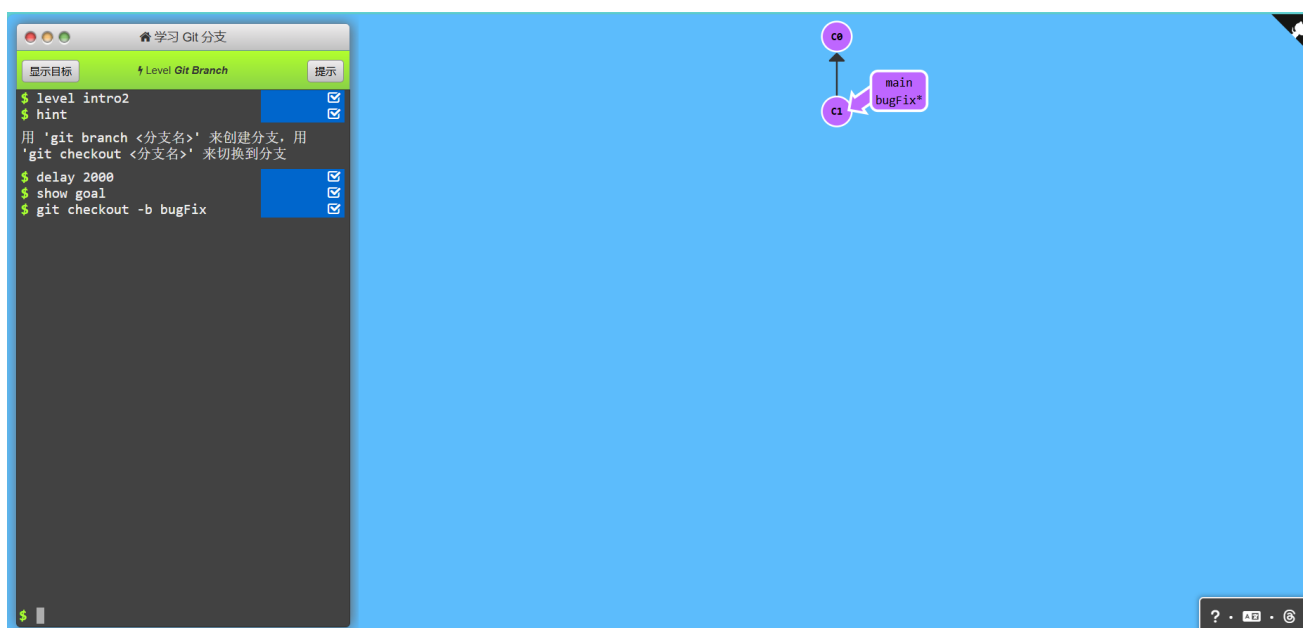 学习 Git 分支
显示目标
Level Git Branch
提示
$ level intro2
$ hint
用 'git branch <分支名>' 来创建分支，用
'git checkout <分支名>' 来切换到分支
$ delay 2000
$ show goal
$ git checkout -b bugFix
$
C0
main
bugFix*
C1
?